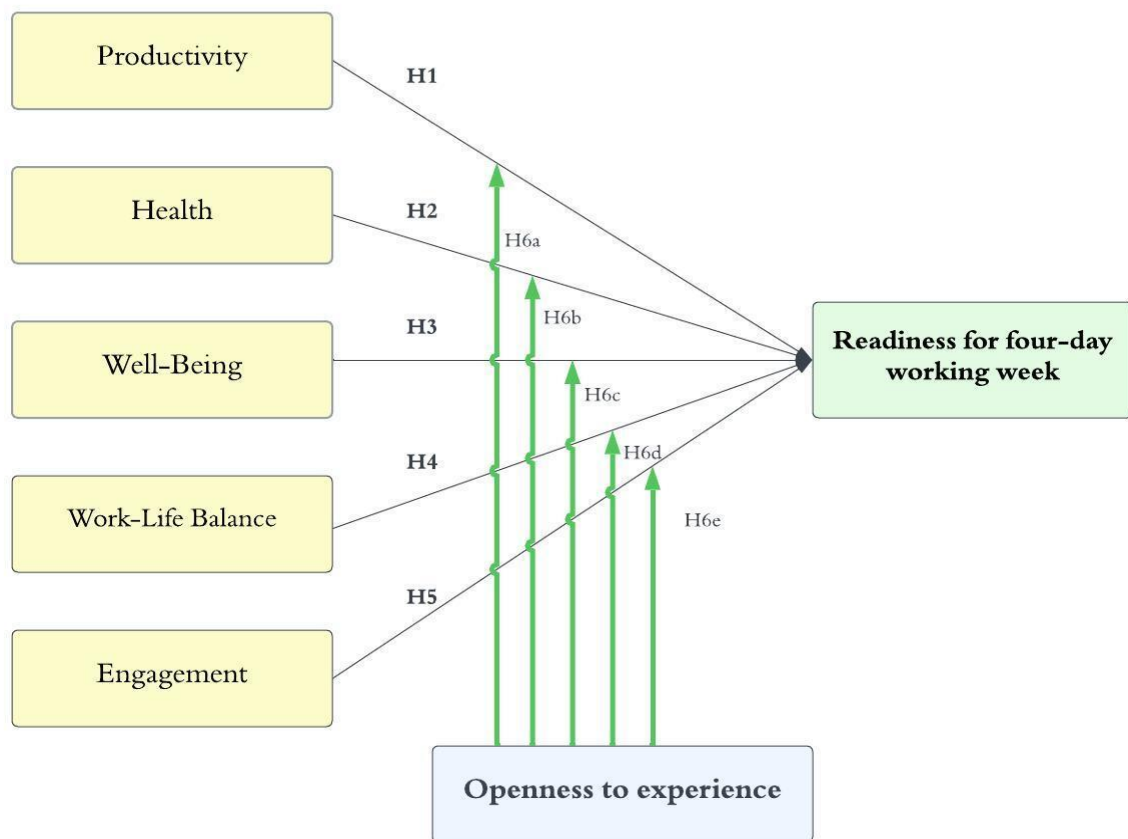 Productivity
H1
Health
H2
H6a
H6b
Well-Being
H3
Readiness for four-day
working week
H6c
H4
H6d
Work-Life Balance
H6e
H5
Engagement
Openness to experience